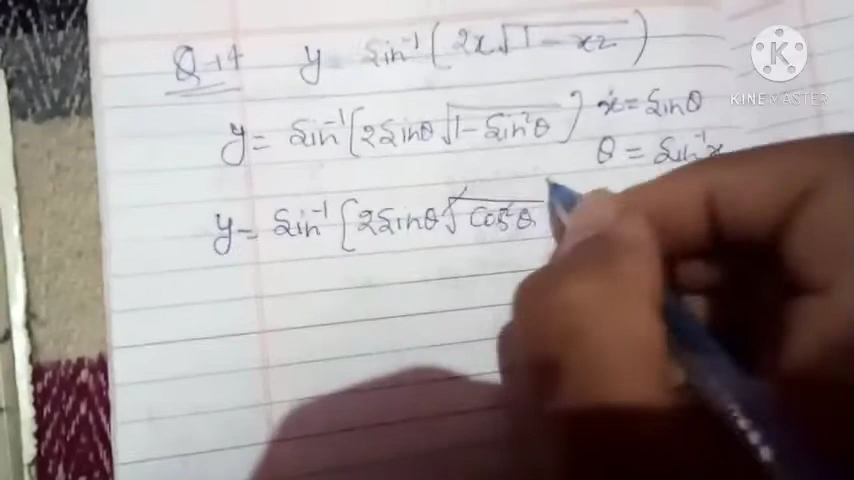 Q-14 y = Sin⁻¹(2x√1-x2)
y = Sin⁻¹[2Sinθ√1-Sin²θ] x = Sinθ
θ = Sin⁻¹x
y = Sin⁻¹[2Sinθ√Cos²θ
KINEMASTER